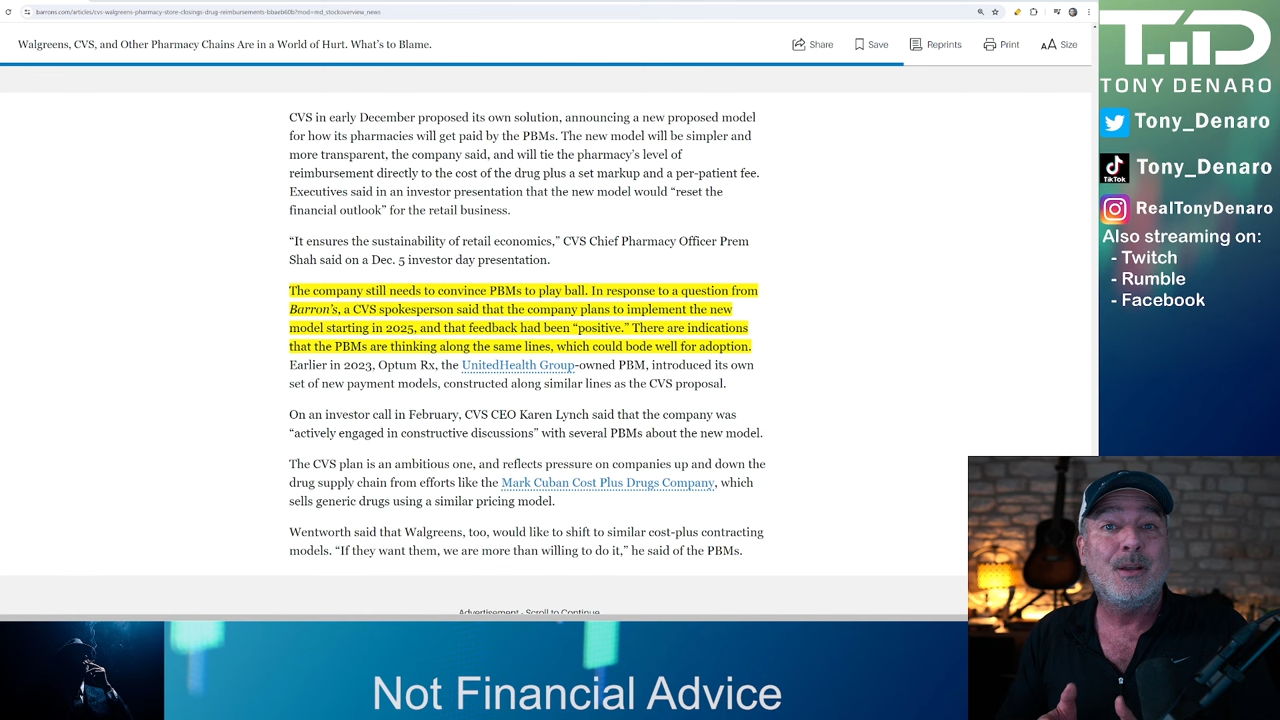 barrons.com/articles/cvs-walgreens-pharmacy-store-closings-drug-reimbursements-bbaeb60b?mod=md_stockoverview_news
Walgreens, CVS, and Other Pharmacy Chains Are in a World of Hurt. What’s to Blame.
Share
Save
Reprints
Print
AA Size
CVS in early December proposed its own solution, announcing a new proposed model
for how its pharmacies will get paid by the PBMs. The new model will be simpler and
more transparent, the company said, and will tie the pharmacy’s level of
reimbursement directly to the cost of the drug plus a set markup and a per-patient fee.
Executives said in an investor presentation that the new model would “reset the
financial outlook” for the retail business.
“It ensures the sustainability of retail economics,” CVS Chief Pharmacy Officer Prem
Shah said on a Dec. 5 investor day presentation.
The company still needs to convince PBMs to play ball. In response to a question from
Barron’s, a CVS spokesperson said that the company plans to implement the new
model starting in 2025, and that feedback had been “positive.” There are indications
that the PBMs are thinking along the same lines, which could bode well for adoption.
Earlier in 2023, Optum Rx, the UnitedHealth Group-owned PBM, introduced its own
set of new payment models, constructed along similar lines as the CVS proposal.
On an investor call in February, CVS CEO Karen Lynch said that the company was
“actively engaged in constructive discussions” with several PBMs about the new model.
The CVS plan is an ambitious one, and reflects pressure on companies up and down the
drug supply chain from efforts like the Mark Cuban Cost Plus Drugs Company, which
sells generic drugs using a similar pricing model.
Wentworth said that Walgreens, too, would like to shift to similar cost-plus contracting
models. “If they want them, we are more than willing to do it,” he said of the PBMs.
Advertisement - Scroll to Continue
TD
TONY DENARO
Tony_Denaro
TikTok
Tony_Denaro
RealTonyDenaro
Also streaming on:
- Twitch
- Rumble
- Facebook
Not Financial Advice